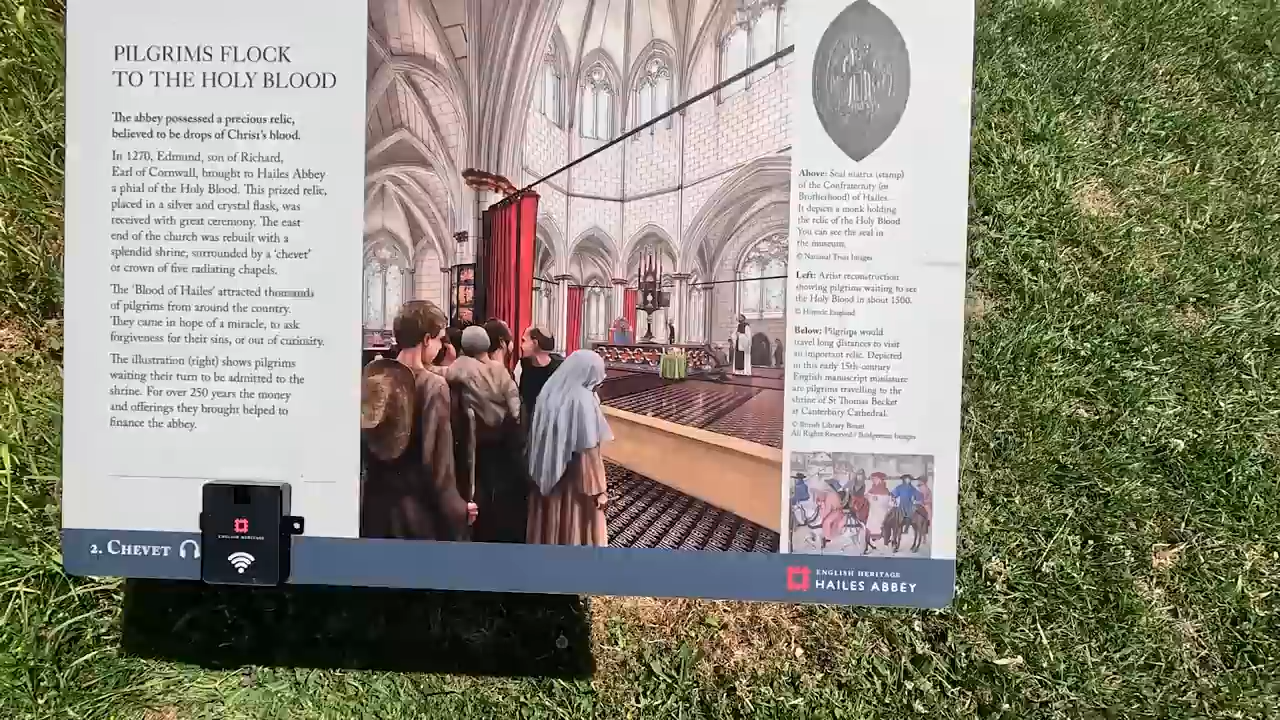 PILGRIMS FLOCK
TO THE HOLY BLOOD
The abbey possessed a precious relic,
believed to be drops of Christ's blood.
In 1270, Edmund, son of Richard,
Earl of Cornwall, brought to Hailes Abbey
a phial of the Holy Blood. This prized relic,
placed in a silver and crystal flask, was
received with great ceremony. The east
end of the church was rebuilt with a
splendid shrine, surrounded by a 'chevet'
or crown of five radiating chapels.
The 'Blood of Hailes' attracted thousands
of pilgrims from around the country.
They came in hope of a miracle, to ask
forgiveness for their sins, or out of curiosity.
The illustration (right) shows pilgrims
waiting their turn to be admitted to the
shrine. For over 250 years the money
and offerings they brought helped to
finance the abbey.
Above: Seal matrix (stamp)
of the Confraternity (or
Brotherhood) of Hailes.
It depicts a monk holding
the relic of the Holy Blood
You can see the seal in
the museum.
© National Trust Images
Left: Artist reconstruction
showing pilgrims waiting to see
the Holy Blood in about 1500.
© Historic England
Below: Pilgrims would
travel long distances to visit
an important relic. Depicted
in this early 15th-century
English manuscript miniature
are pilgrims travelling to the
shrine of St Thomas Becket
at Canterbury Cathedral.
© British Library Board
All Rights Reserved / Bridgeman Images
2. CHEVET
ENGLISH HERITAGE
ENGLISH HERITAGE
HAILES ABBEY